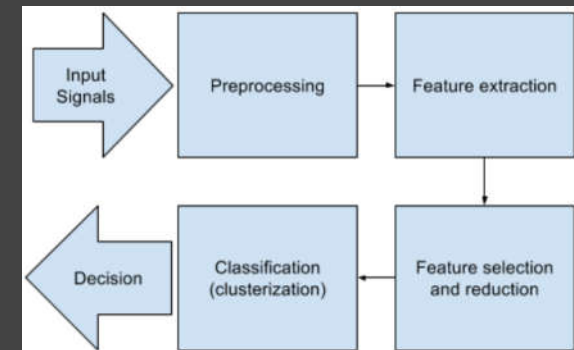 Input
Signals
Preprocessing
Feature extraction
Feature selection
and reduction
Classification
(clusterization)
Decision